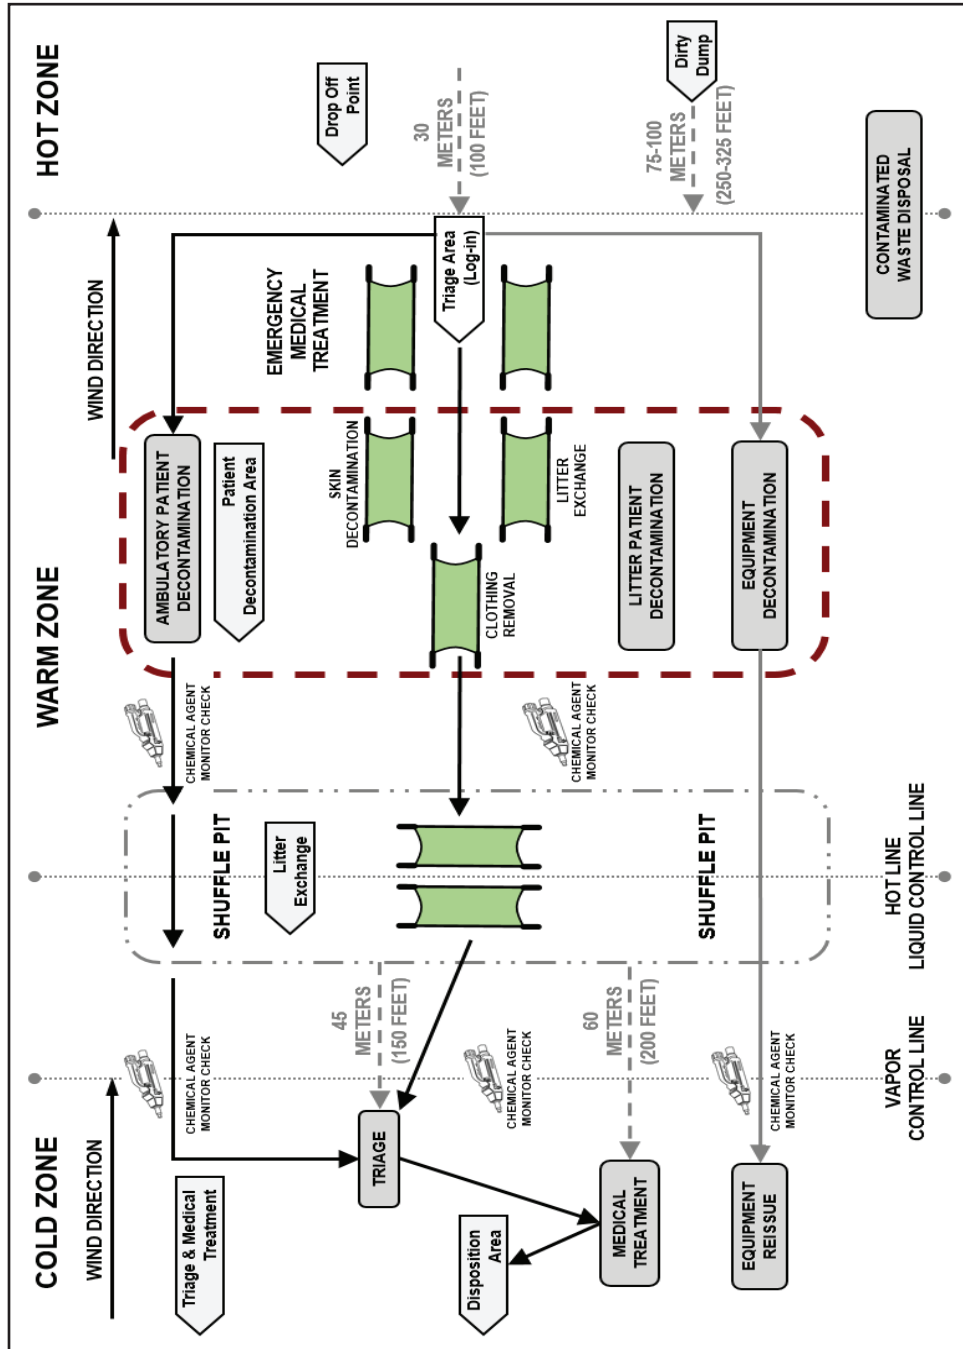 HOT ZONE
WARM ZONE
COLD ZONE
WIND DIRECTION
WIND DIRECTION
Drop Off
Point
30
METERS
(100 FEET)
Dirty
Dump
75-100
METERS
(250-325 FEET)
CONTAMINATED
WASTE DISPOSAL
Triage Area
(Log-in)
EMERGENCY
MEDICAL
TREATMENT
AMBULATORY PATIENT
DECONTAMINATION
Patient
Decontamination Area
SKIN
DECONTAMINATION
LITTER
EXCHANGE
CLOTHING
REMOVAL
LITTER PATIENT
DECONTAMINATION
EQUIPMENT
DECONTAMINATION
CHEMICAL AGENT
MONITOR CHECK
CHEMICAL AGENT
MONITOR CHECK
SHUFFLE PIT
Litter
Exchange
SHUFFLE PIT
HOT LINE
LIQUID CONTROL LINE
45
METERS
(150 FEET)
60
METERS
(200 FEET)
CHEMICAL AGENT
MONITOR CHECK
CHEMICAL AGENT
MONITOR CHECK
CHEMICAL AGENT
MONITOR CHECK
VAPOR
CONTROL LINE
Triage & Medical
Treatment
TRIAGE
Disposition
Area
MEDICAL
TREATMENT
EQUIPMENT
REISSUE